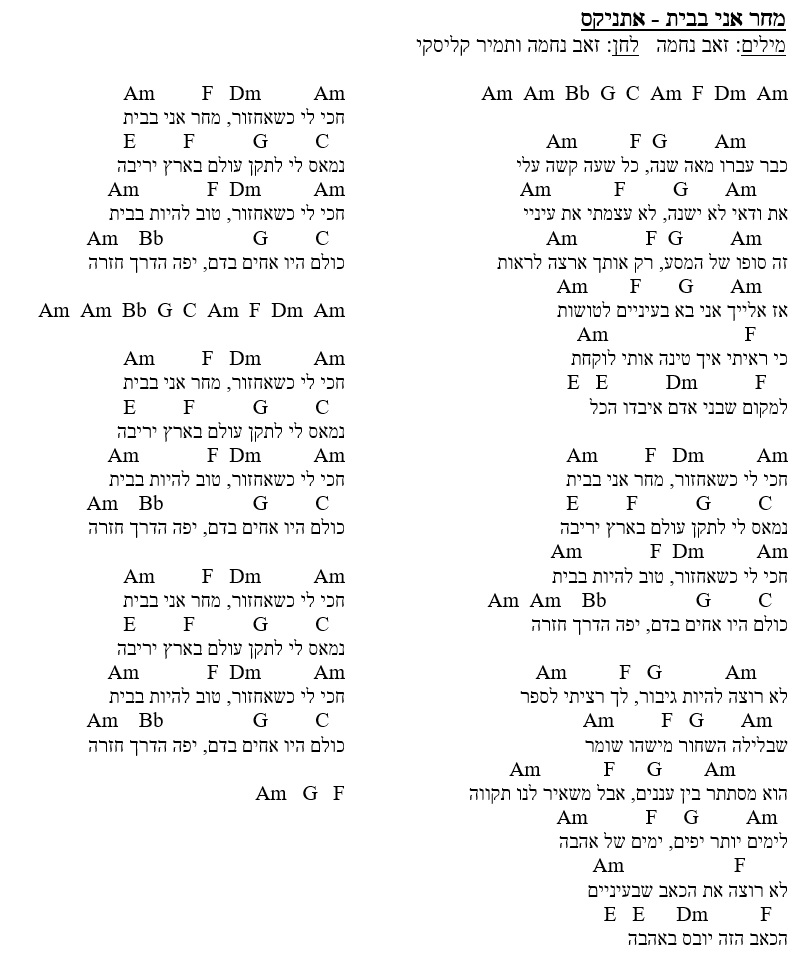 מחר אני בבית - אתניקס
מילים: זאב נחמה לחן: זאב נחמה ותמיר קליסקי
Am Am Bb G C Am F Dm Am
Am F G Am
כבר עברו מאה שנה, כל שעה קשה עלי
Am F G Am
את ודאי לא ישנה, לא עצמתי את עיניי
Am F G Am
זה סופו של המסע, רק אותך ארצה לראות
Am F G Am
אז אלייך אני בא בעיניים לטושות
Am F
כי ראיתי איך טינה אותי לוקחת
E E Dm F
למקום שבני אדם איבדו הכל
Am F Dm Am
חכי לי כשאחזור, מחר אני בבית
E F G C
נמאס לי לתקן עולם בארץ יריבה
Am F Dm Am
חכי לי כשאחזור, טוב להיות בבית
Am Am Bb G C
כולם היו אחים בדם, יפה הדרך חזרה
Am F G Am
לא רוצה להיות גיבור, לך רציתי לספר
Am F G Am
שבלילה השחור מישהו שומר
Am F G Am
הוא מסתתר בין עננים, אבל משאיר לנו תקווה
Am F G Am
לימים יותר יפים, ימים של אהבה
Am F
לא רוצה את הכאב שבעיניים
E E Dm F
הכאב הזה יובס באהבה
Am F Dm Am
חכי לי כשאחזור, מחר אני בבית
E F G C
נמאס לי לתקן עולם בארץ יריבה
Am F Dm Am
חכי לי כשאחזור, טוב להיות בבית
Am Bb G C
כולם היו אחים בדם, יפה הדרך חזרה
Am Am Bb G C Am F Dm Am
Am F Dm Am
חכי לי כשאחזור, מחר אני בבית
E F G C
נמאס לי לתקן עולם בארץ יריבה
Am F Dm Am
חכי לי כשאחזור, טוב להיות בבית
Am Bb G C
כולם היו אחים בדם, יפה הדרך חזרה
Am F Dm Am
חכי לי כשאחזור, מחר אני בבית
E F G C
נמאס לי לתקן עולם בארץ יריבה
Am F Dm Am
חכי לי כשאחזור, טוב להיות בבית
Am Bb G C
כולם היו אחים בדם, יפה הדרך חזרה
Am G F